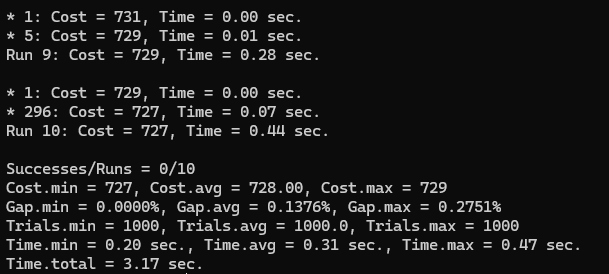 * 1: Cost = 731, Time = 0.00 sec.
* 5: Cost = 729, Time = 0.01 sec.
Run 9: Cost = 729, Time = 0.28 sec.
* 1: Cost = 729, Time = 0.00 sec.
* 296: Cost = 727, Time = 0.07 sec.
Run 10: Cost = 727, Time = 0.44 sec.
Successes/Runs = 0/10
Cost.min = 727, Cost.avg = 728.00, Cost.max = 729
Gap.min = 0.0000%, Gap.avg = 0.1376%, Gap.max = 0.2751%
Trials.min = 1000, Trials.avg = 1000.0, Trials.max = 1000
Time.min = 0.20 sec., Time.avg = 0.31 sec., Time.max = 0.47 sec.
Time.total = 3.17 sec.